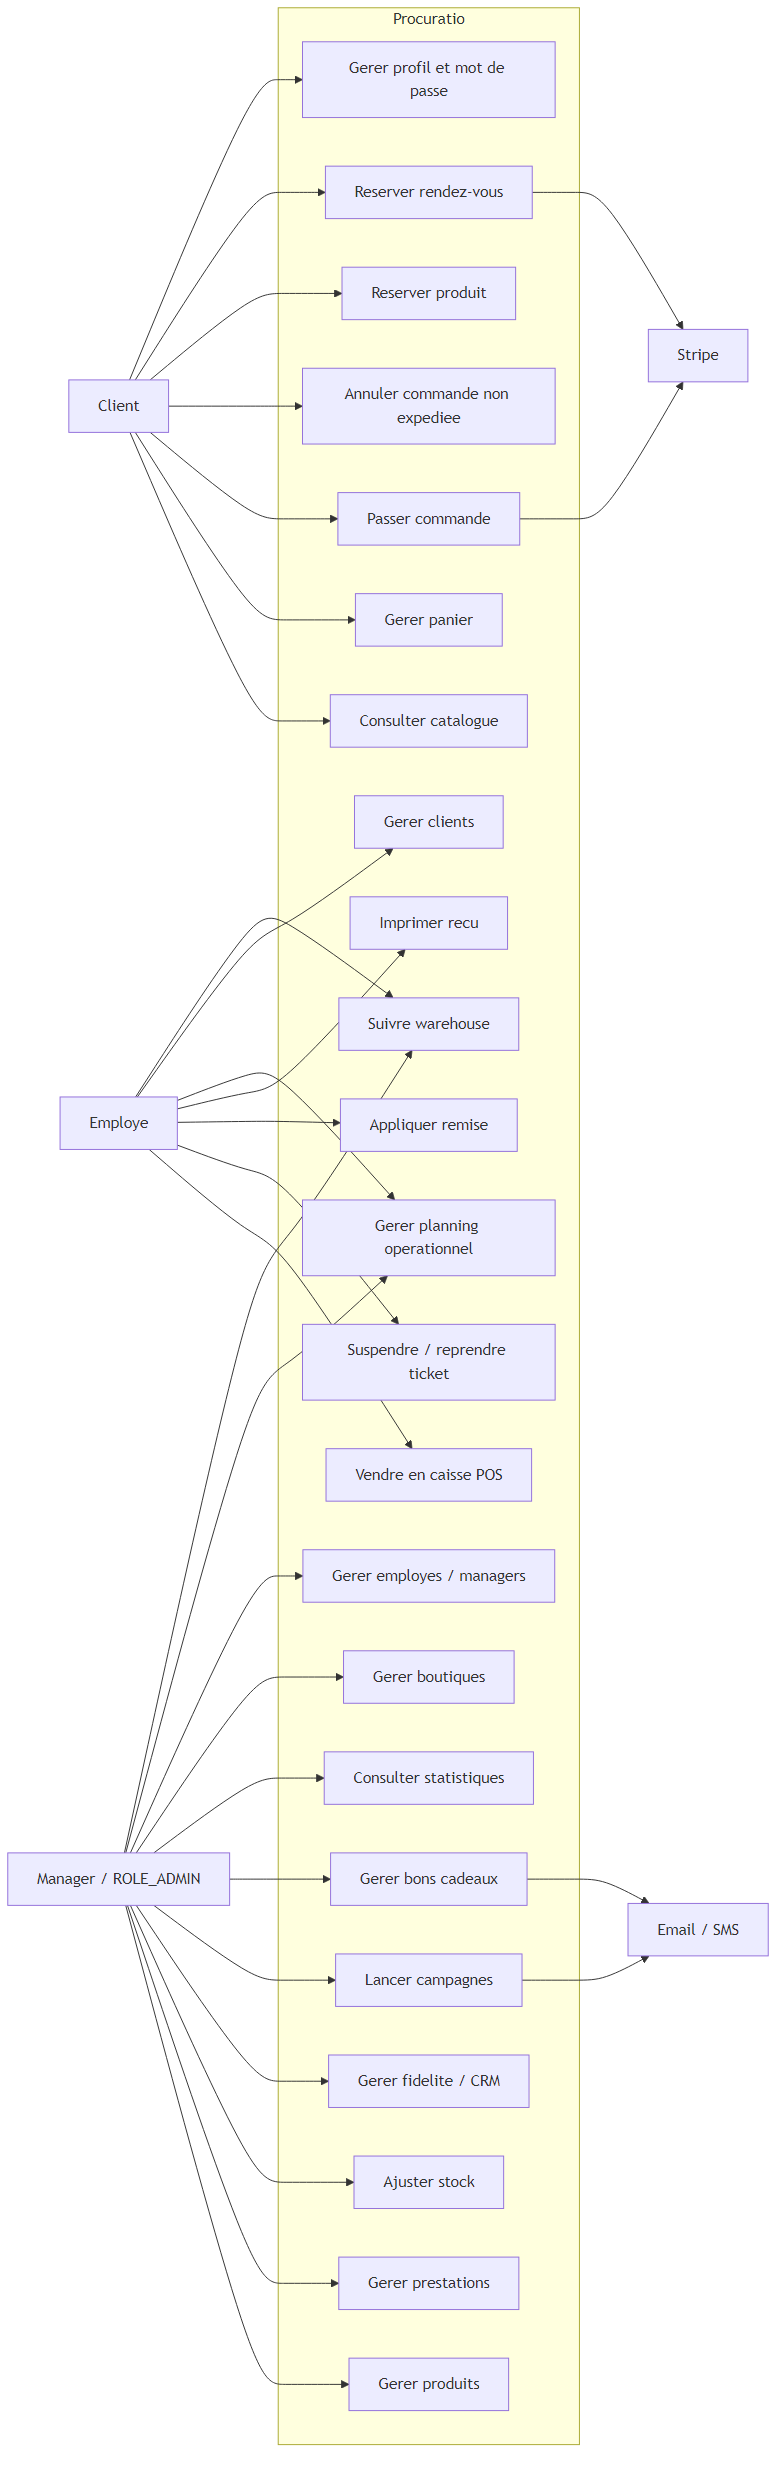 Procuratio
Gerer profil et mot de
passe
Reserver rendez-vous
Reserver produit
Stripe
Client
Annuler commande non
expediee
Passer commande
Gerer panier
Consulter catalogue
Gerer clients
Imprimer recu
Suivre warehouse
Employe
Appliquer remise
Gerer planning
operationnel
Suspendre / reprendre
ticket
Vendre en caisse POS
Gerer employes / managers
Gerer boutiques
Consulter statistiques
Manager / ROLE_ADMIN
Gerer bons cadeaux
Email / SMS
Lancer campagnes
Gerer fidelite / CRM
Ajuster stock
Gerer prestations
Gerer produits